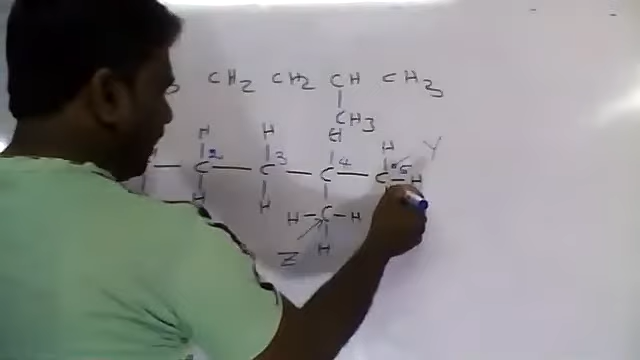 CH2 CH2 CH CH3
CH3
H H H H
2 3 4 5 Y
C C C C H
H H
H C H
Z H